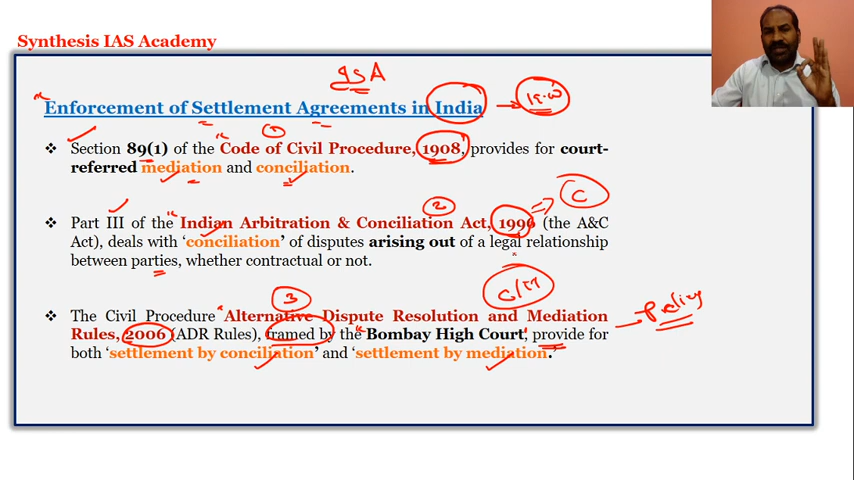 Synthesis IAS Academy
ISA
Enforcement of Settlement Agreements in India
①
❖ Section 89(1) of the Code of Civil Procedure, 1908, provides for court-
referred mediation and conciliation.
C
②
❖ Part III of the Indian Arbitration & Conciliation Act, 1996 (the A&C
Act), deals with 'conciliation' of disputes arising out of a legal relationship
between parties, whether contractual or not.
C/M
3
❖ The Civil Procedure Alternative Dispute Resolution and Mediation
Rules, 2006 (ADR Rules), framed by the Bombay High Court, provide for
both 'settlement by conciliation' and 'settlement by mediation.'
Policy